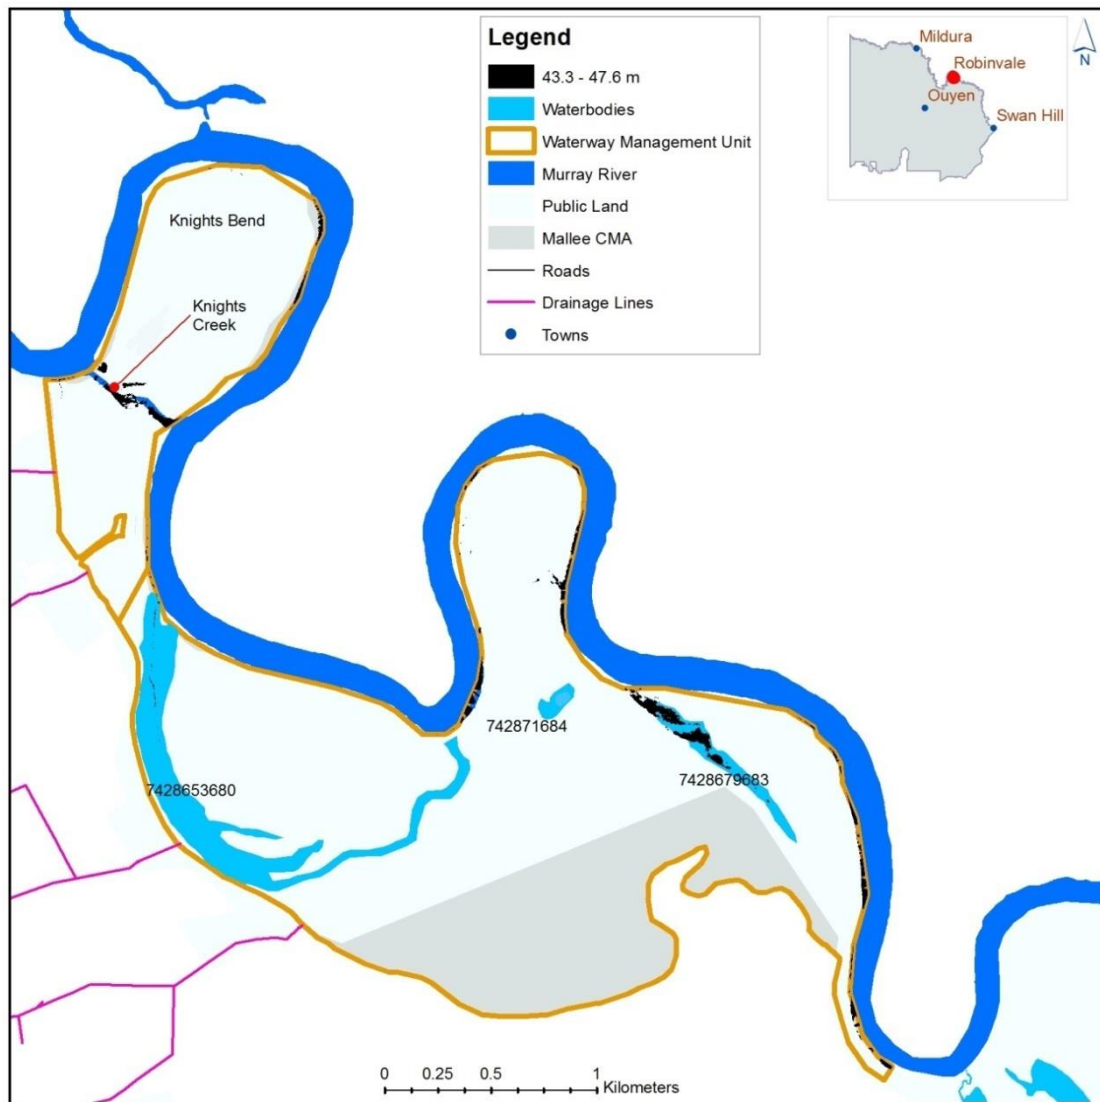 Legend
43.3 - 47.6 m
Waterbodies
Waterway Management Unit
Murray River
Public Land
Mallee CMA
Roads
Drainage Lines
Towns
Mildura
Robinvale
Ouyen
Swan Hill
N
Knights Bend
Knights
Creek
742871684
7428679683
7428653680
0 0.25 0.5 1
Kilometers